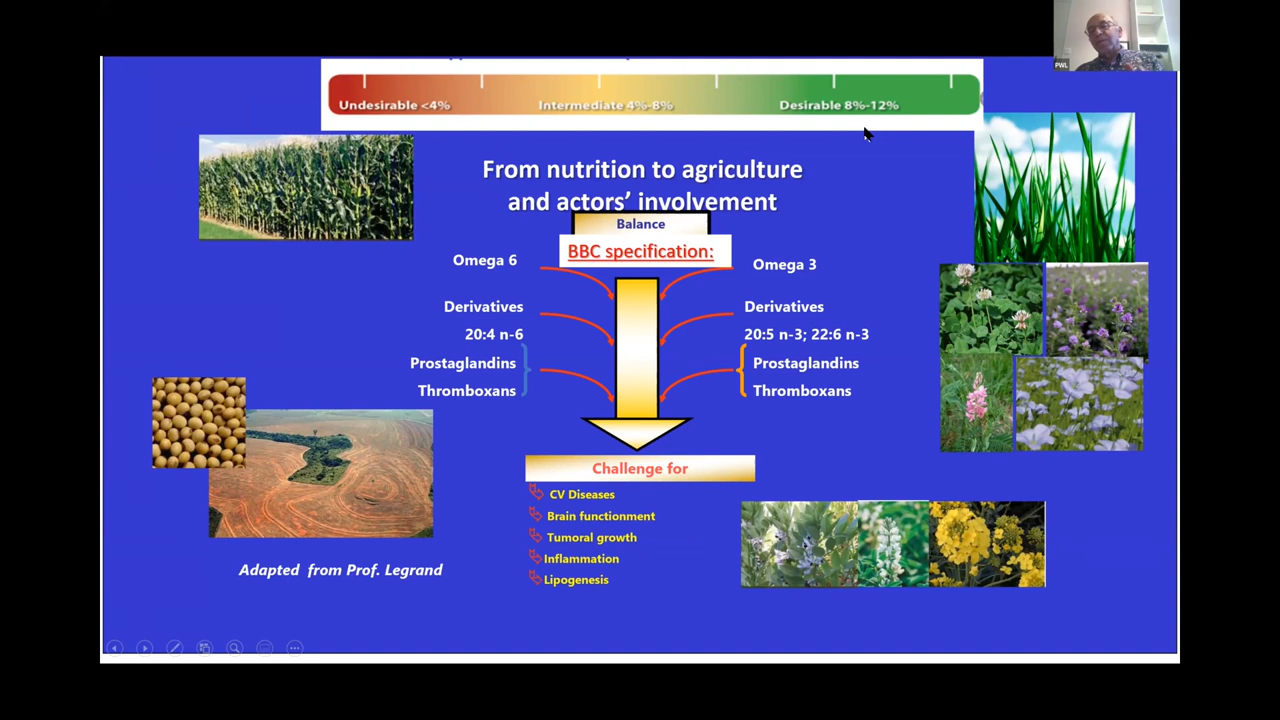 PWL
Undesirable <4%
Intermediate 4%-8%
Desirable 8%-12%
From nutrition to agriculture
and actors’ involvement
Balance
BBC specification:
Omega 6
Omega 3
Derivatives
Derivatives
20:4 n-6
20:5 n-3; 22:6 n-3
Prostaglandins
Prostaglandins
Thromboxans
Thromboxans
Challenge for
CV Diseases
Brain functionment
Tumoral growth
Inflammation
Lipogenesis
Adapted from Prof. Legrand